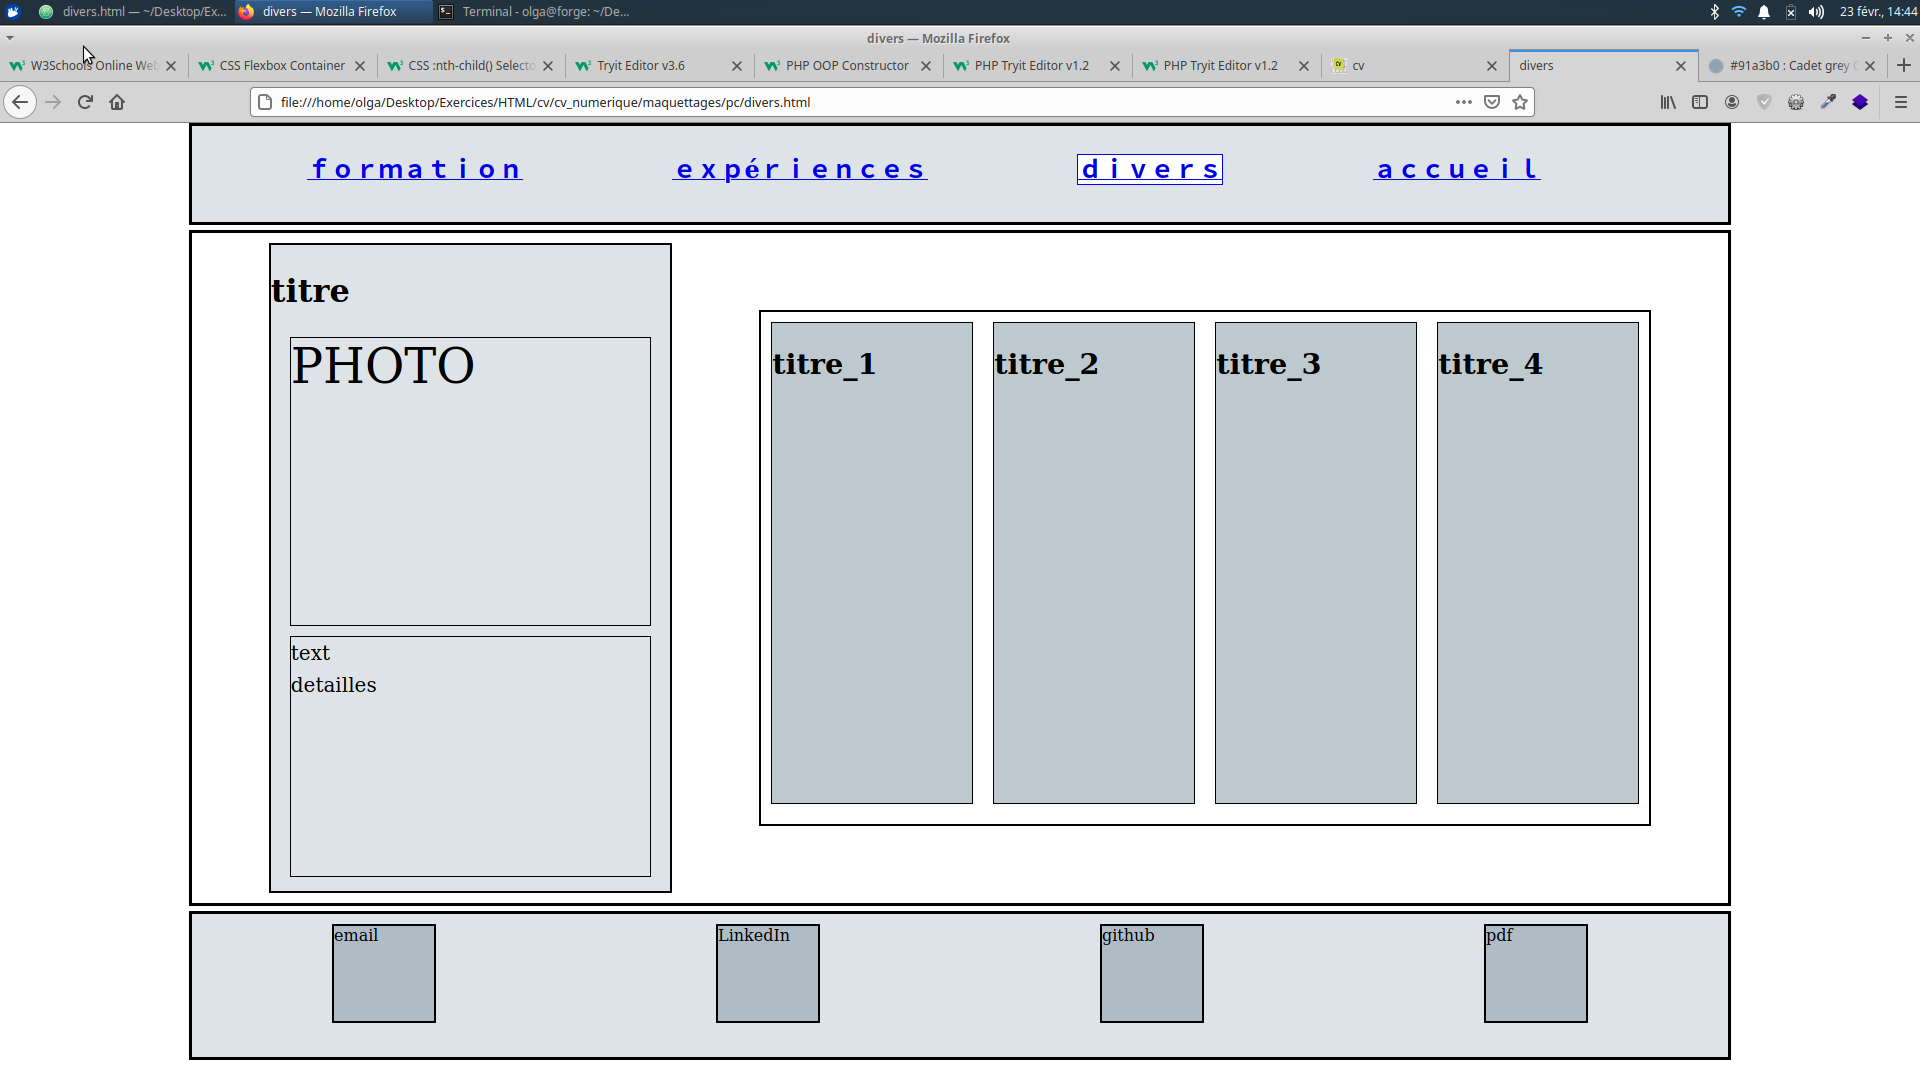 divers.html — ~/Desktop/Ex...
divers — Mozilla Firefox
Terminal - olga@forge: ~/De...
23 févr., 14:44
divers — Mozilla Firefox
W3Schools Online Web
CSS Flexbox Container
CSS :nth-child() Selecto
Tryit Editor v3.6
PHP OOP Constructor
PHP Tryit Editor v1.2
PHP Tryit Editor v1.2
cv
cv
divers
#91a3b0 : Cadet grey C
file:///home/olga/Desktop/Exercices/HTML/cv/cv_numerique/maquettages/pc/divers.html
formation
expériences
divers
accueil
titre
PHOTO
text
detailles
titre_1
titre_2
titre_3
titre_4
email
LinkedIn
github
pdf